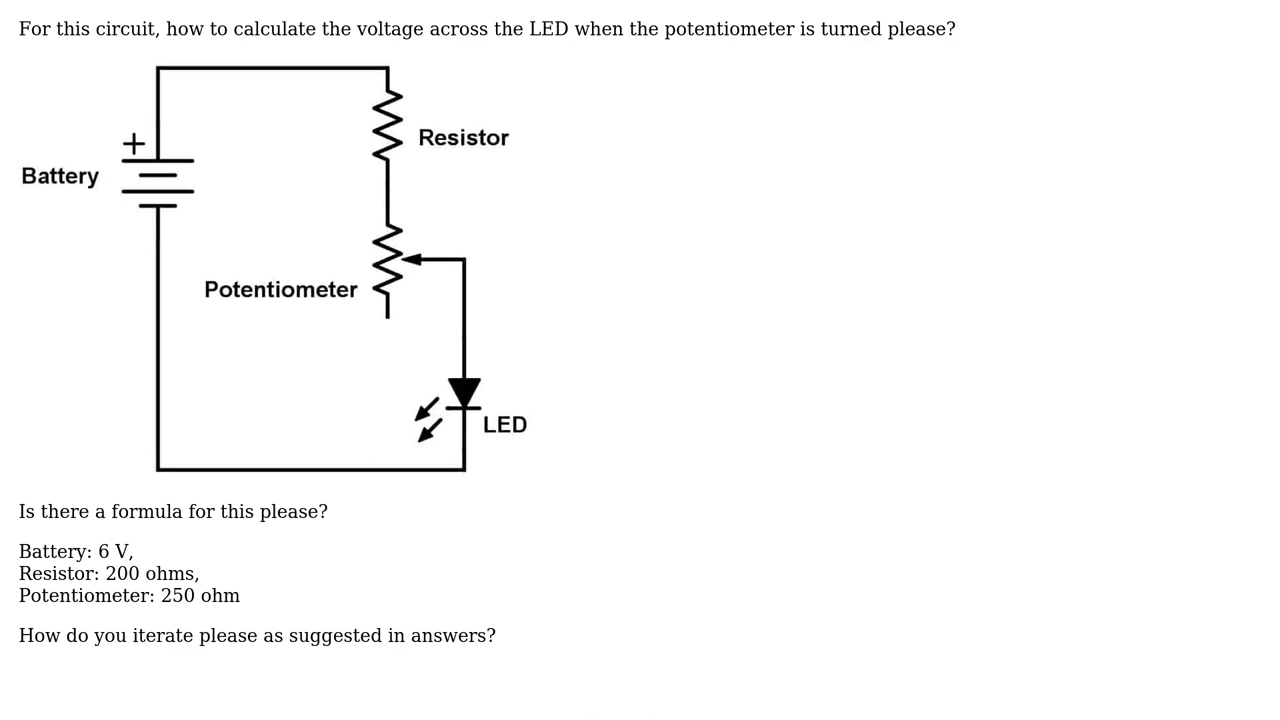 For this circuit, how to calculate the voltage across the LED when the potentiometer is turned please?
+
Resistor
Battery
Potentiometer
LED
Is there a formula for this please?
Battery: 6 V,
Resistor: 200 ohms,
Potentiometer: 250 ohm
How do you iterate please as suggested in answers?